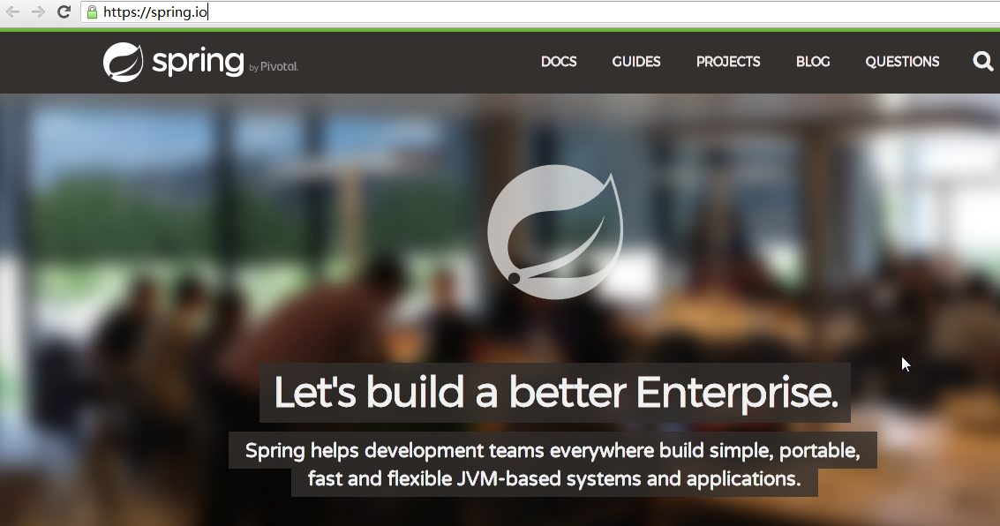 https://spring.io
spring by Pivotal.
DOCS GUIDES PROJECTS BLOG QUESTIONS
Let's build a better Enterprise.
Spring helps development teams everywhere build simple, portable,
fast and flexible JVM-based systems and applications.